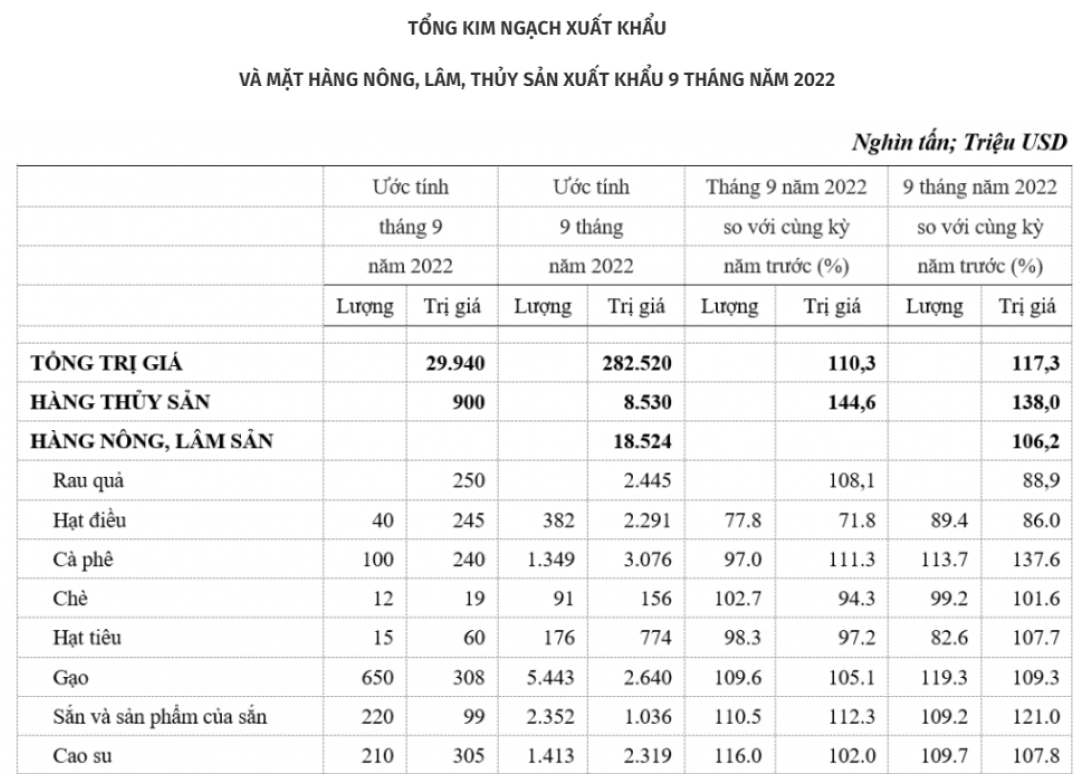 TỔNG KIM NGẠCH XUẤT KHẨU
VÀ MẶT HÀNG NÔNG, LÂM, THỦY SẢN XUẤT KHẨU 9 THÁNG NĂM 2022
Nghìn tấn; Triệu USD
Ước tính Ước tính Tháng 9 năm 2022 9 tháng năm 2022
tháng 9 9 tháng so với cùng kỳ so với cùng kỳ
năm 2022 năm 2022 năm trước (%) năm trước (%)
Lượng Trị giá Lượng Trị giá Lượng Trị giá Lượng Trị giá
TỔNG TRỊ GIÁ 29.940 282.520 110,3 117,3
HÀNG THỦY SẢN 900 8.530 144,6 138,0
HÀNG NÔNG, LÂM SẢN 18.524 106,2
Rau quả 250 2.445 108,1 88,9
Hạt điều 40 245 382 2.291 77.8 71.8 89.4 86.0
Cà phê 100 240 1.349 3.076 97.0 111.3 113.7 137.6
Chè 12 19 91 156 102.7 94.3 99.2 101.6
Hạt tiêu 15 60 176 774 98.3 97.2 82.6 107.7
Gạo 650 308 5.443 2.640 109.6 105.1 119.3 109.3
Sắn và sản phẩm của sắn 220 99 2.352 1.036 110.5 112.3 109.2 121.0
Cao su 210 305 1.413 2.319 116.0 102.0 109.7 107.8